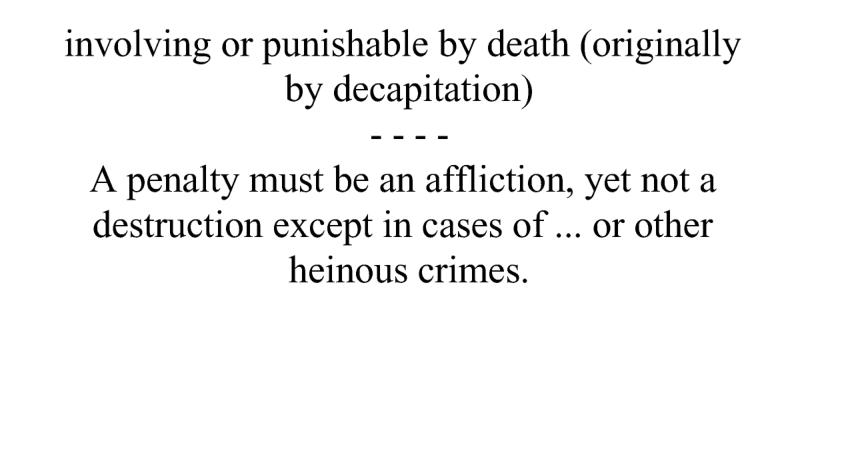 involving or punishable by death (originally
by decapitation)
- - - -
A penalty must be an affliction, yet not a
destruction except in cases of ... or other
heinous crimes.